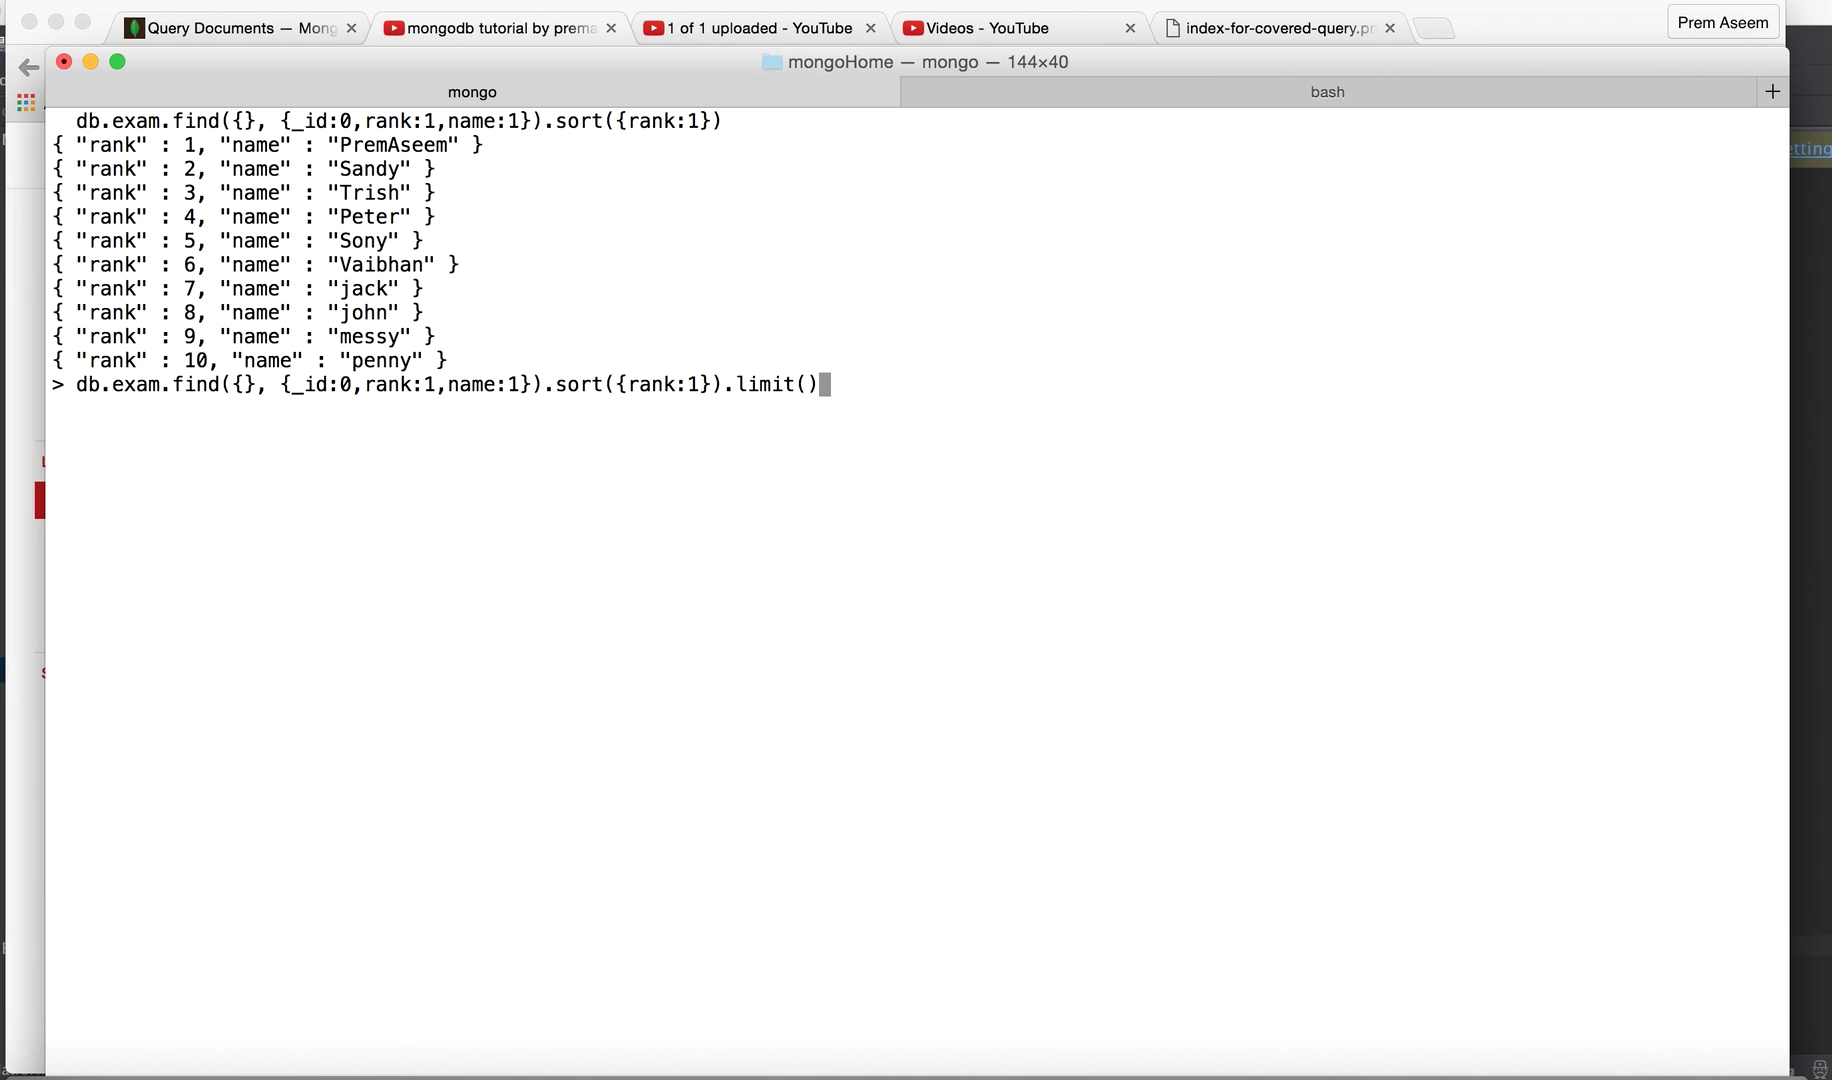 Query Documents — Mong
mongodb tutorial by prema
1 of 1 uploaded - YouTube
Videos - YouTube
index-for-covered-query.pn
Prem Aseem
mongoHome — mongo — 144×40
mongo
bash
+
db.exam.find({}, {_id:0,rank:1,name:1}).sort({rank:1})
{ "rank" : 1, "name" : "PremAseem" }
{ "rank" : 2, "name" : "Sandy" }
{ "rank" : 3, "name" : "Trish" }
{ "rank" : 4, "name" : "Peter" }
{ "rank" : 5, "name" : "Sony" }
{ "rank" : 6, "name" : "Vaibhan" }
{ "rank" : 7, "name" : "jack" }
{ "rank" : 8, "name" : "john" }
{ "rank" : 9, "name" : "messy" }
{ "rank" : 10, "name" : "penny" }
> db.exam.find({}, {_id:0,rank:1,name:1}).sort({rank:1}).limit()
etting